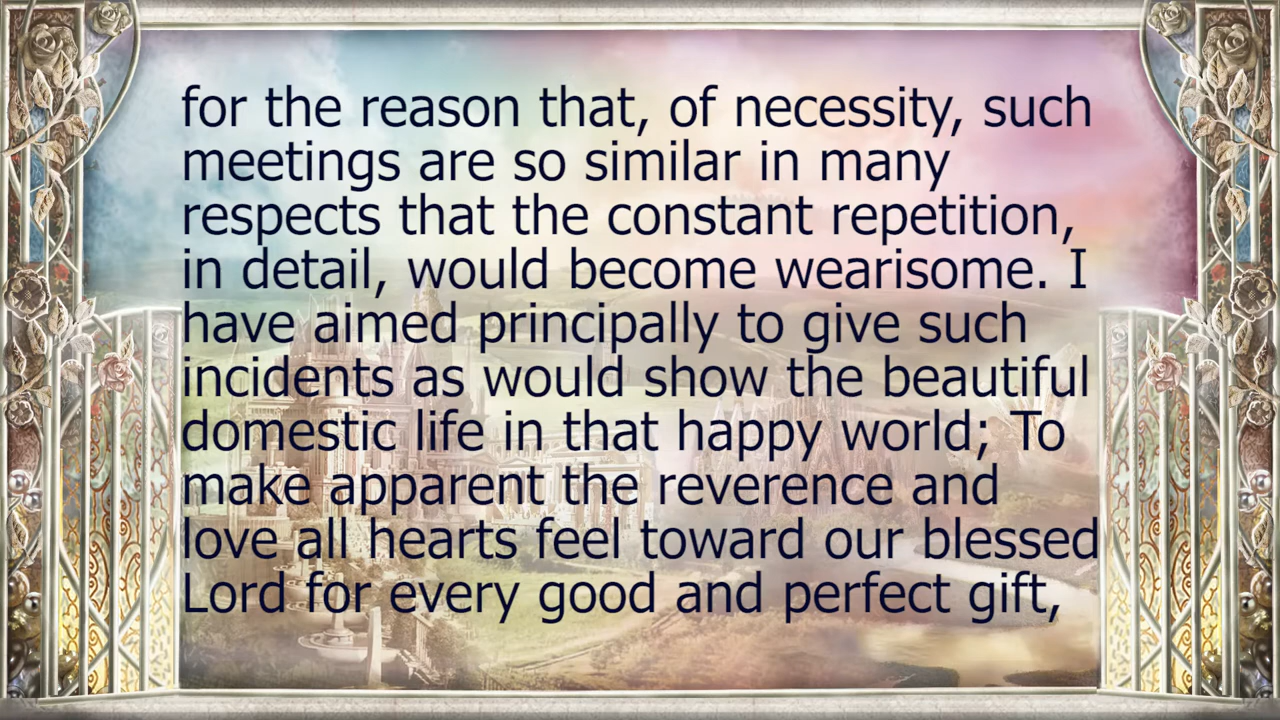 for the reason that, of necessity, such
meetings are so similar in many
respects that the constant repetition,
in detail, would become wearisome. I
have aimed principally to give such
incidents as would show the beautiful
domestic life in that happy world; To
make apparent the reverence and
love all hearts feel toward our blessed
Lord for every good and perfect gift,